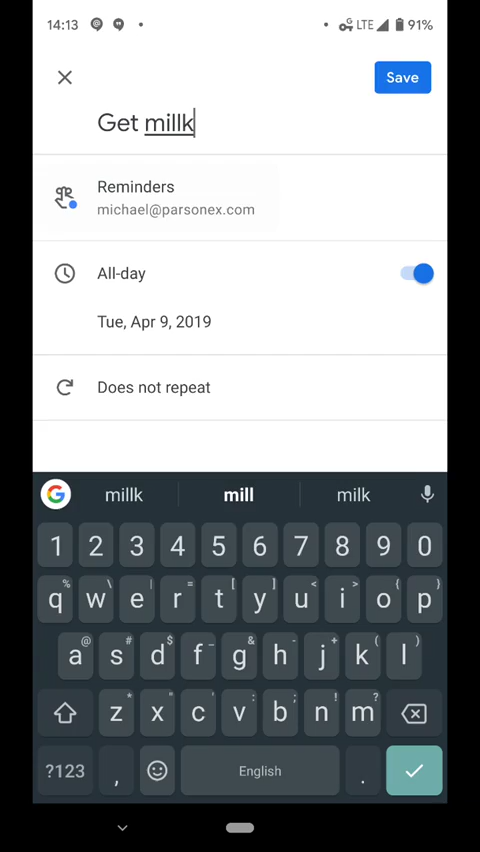 14:13 LTE 91%
Save
Get millk
Reminders
michael@parsonex.com
All-day
Tue, Apr 9, 2019
Does not repeat
G millk mill milk
1 2 3 4 5 6 7 8 9 0
% \ | = [ ] < > { }
q w e r t y u i o p
@ # $ _ & - + ( )
a s d f g h j k l
* " ' : ; ! ?
z x c v b n m
?123 , English .